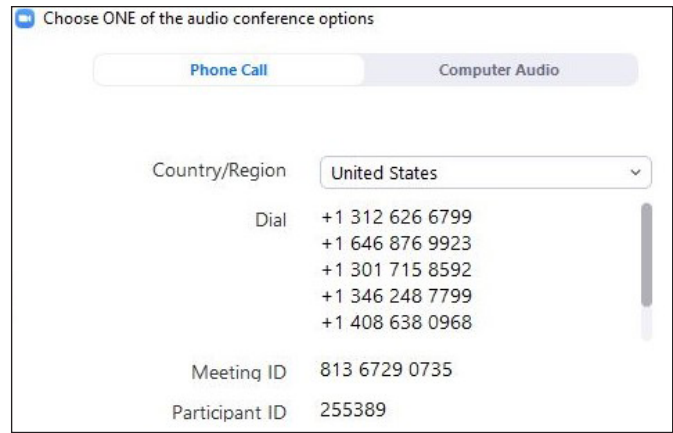 Choose ONE of the audio conference options
Phone Call Computer Audio
Country/Region United States
Dial +1 312 626 6799
+1 646 876 9923
+1 301 715 8592
+1 346 248 7799
+1 408 638 0968
Meeting ID 813 6729 0735
Participant ID 255389